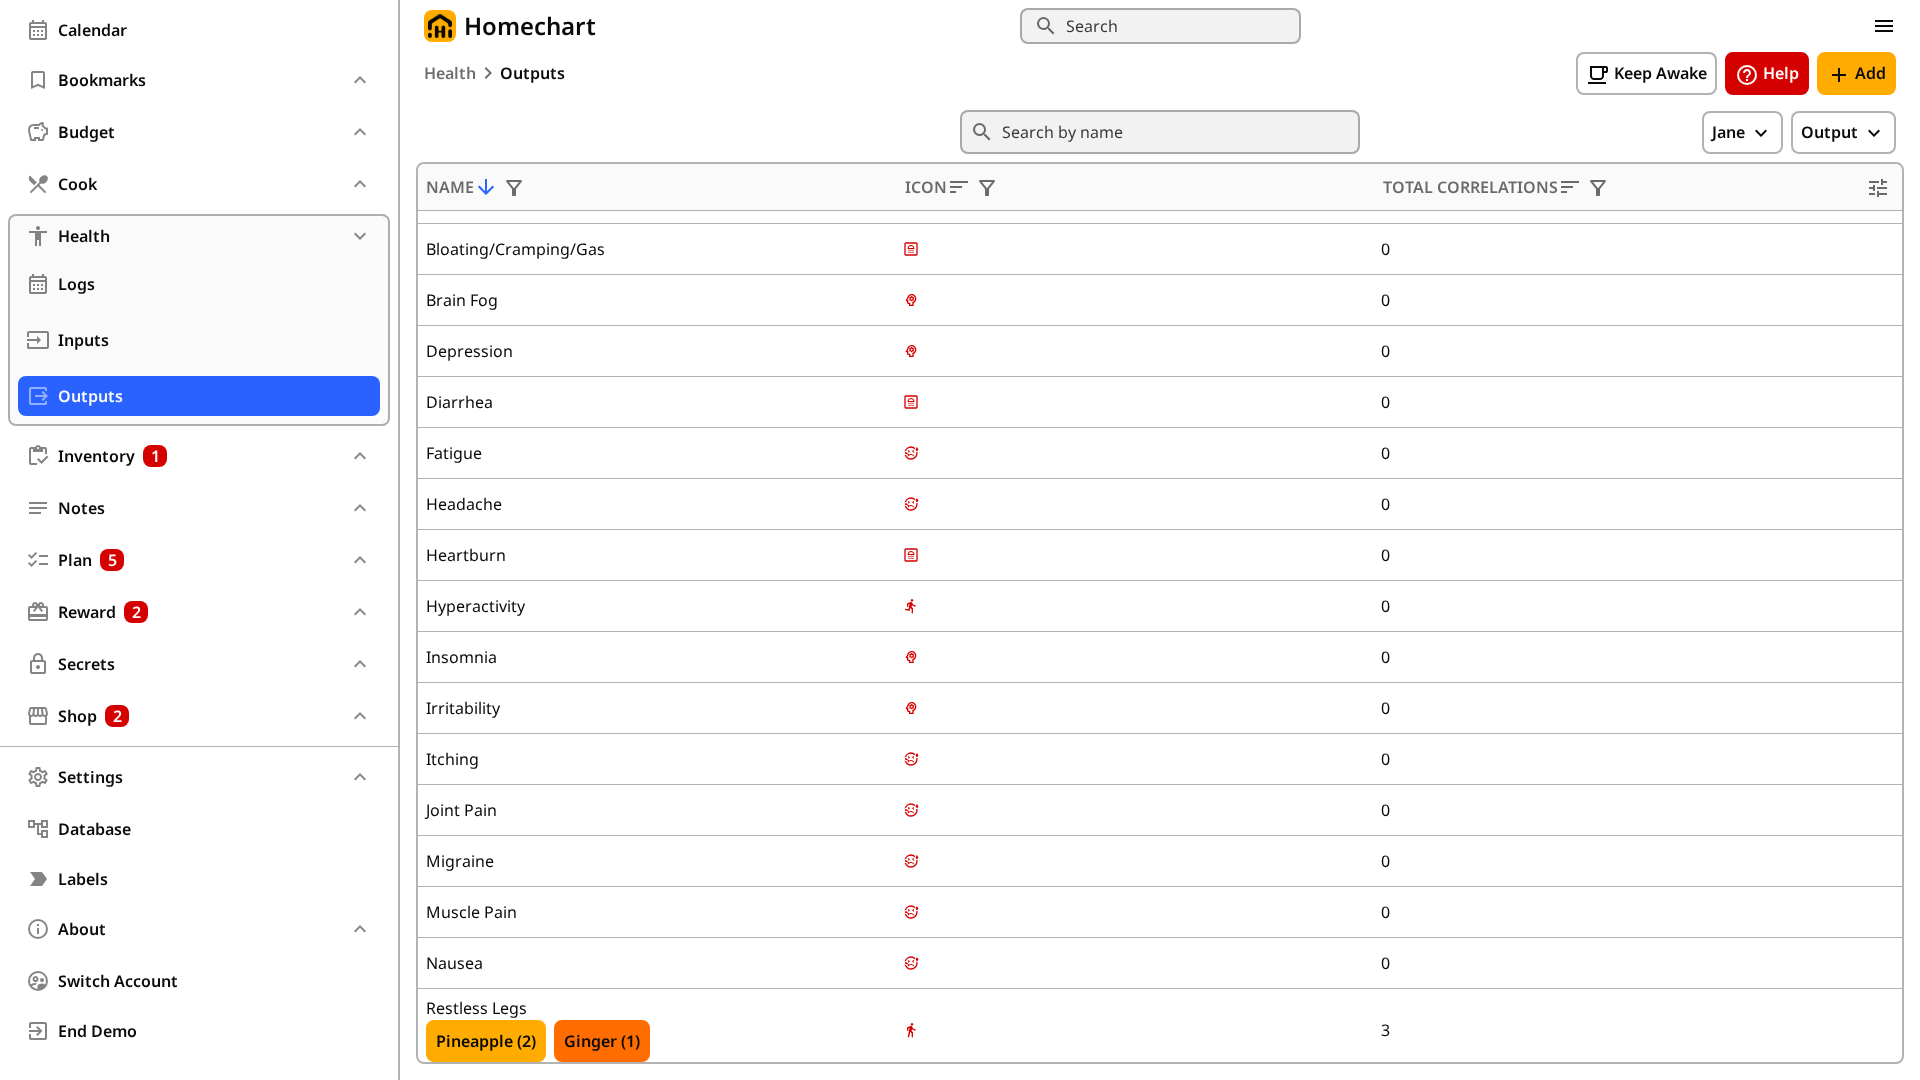 Calendar
Bookmarks
Budget
Cook
Health
Logs
Inputs
Outputs
Inventory 1
Notes
Plan 5
Reward 2
Secrets
Shop 2
Settings
Database
Labels
About
Switch Account
End Demo
Homechart
Search
Health > Outputs
Keep Awake
Help
Add
Search by name
Jane
Output
NAME ICON TOTAL CORRELATIONS
Bloating/Cramping/Gas 0
Brain Fog 0
Depression 0
Diarrhea 0
Fatigue 0
Headache 0
Heartburn 0
Hyperactivity 0
Insomnia 0
Irritability 0
Itching 0
Joint Pain 0
Migraine 0
Muscle Pain 0
Nausea 0
Restless Legs
Pineapple (2) Ginger (1) 3